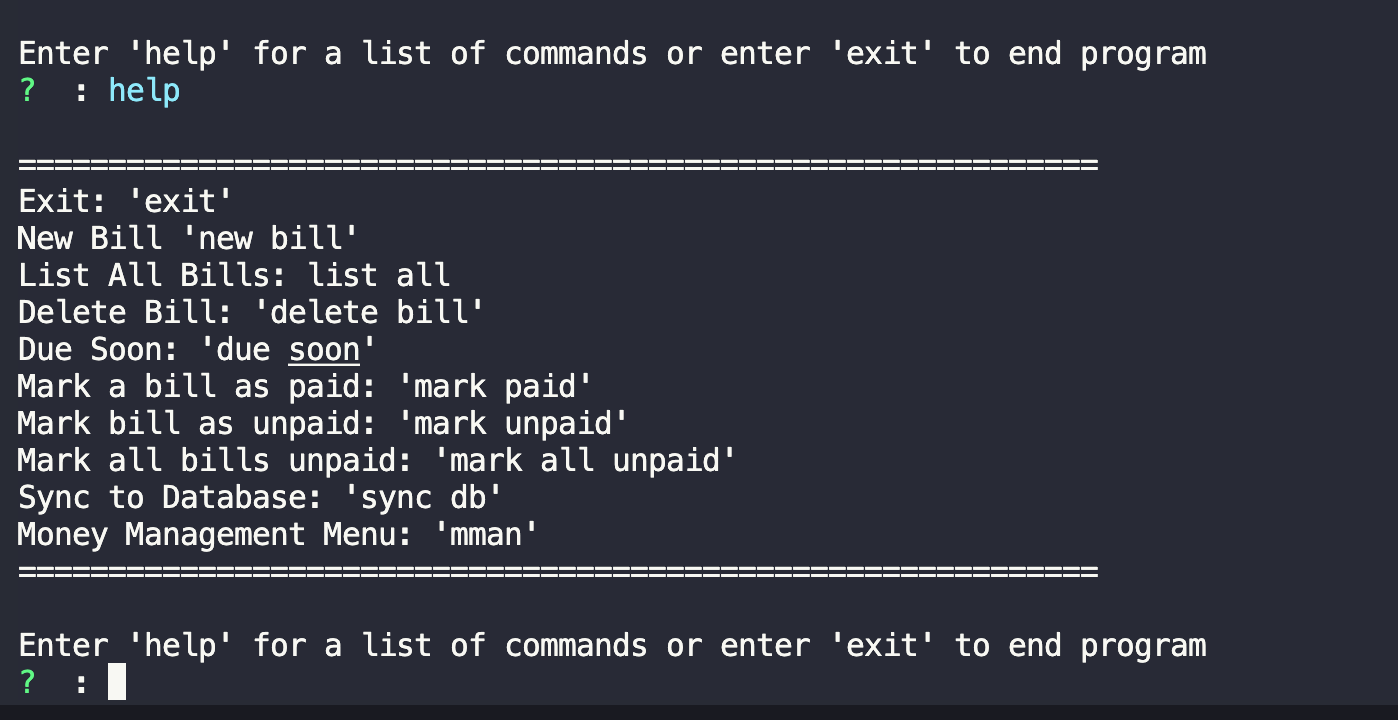 Enter 'help' for a list of commands or enter 'exit' to end program
?  : help
============================================================
Exit: 'exit'
New Bill 'new bill'
List All Bills: list all
Delete Bill: 'delete bill'
Due Soon: 'due soon'
Mark a bill as paid: 'mark paid'
Mark bill as unpaid: 'mark unpaid'
Mark all bills unpaid: 'mark all unpaid'
Sync to Database: 'sync db'
Money Management Menu: 'mman'
============================================================
Enter 'help' for a list of commands or enter 'exit' to end program
?  :